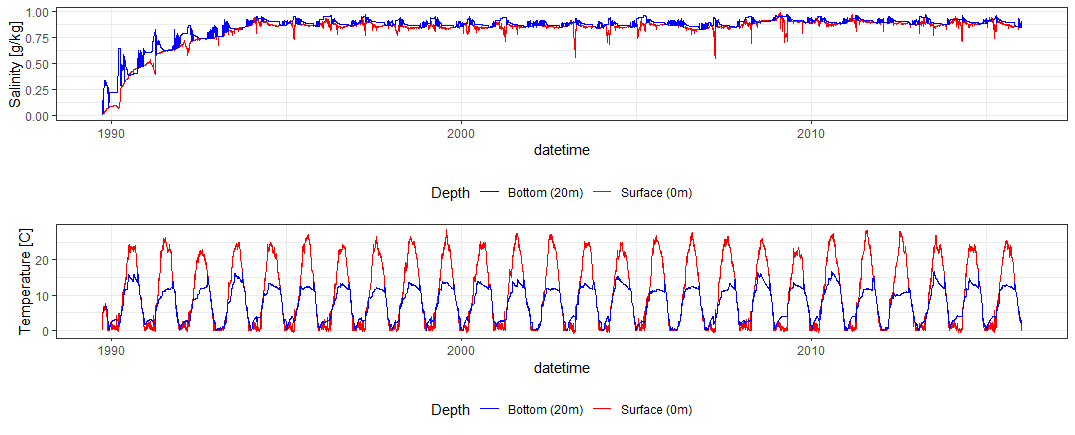 Salinity [g/kg]
1.00
0.75
0.50
0.25
0.00
1990 2000 2010
datetime
Depth Bottom (20m) Surface (0m)
Temperature [C]
20
10
0
1990 2000 2010
datetime
Depth Bottom (20m) Surface (0m)